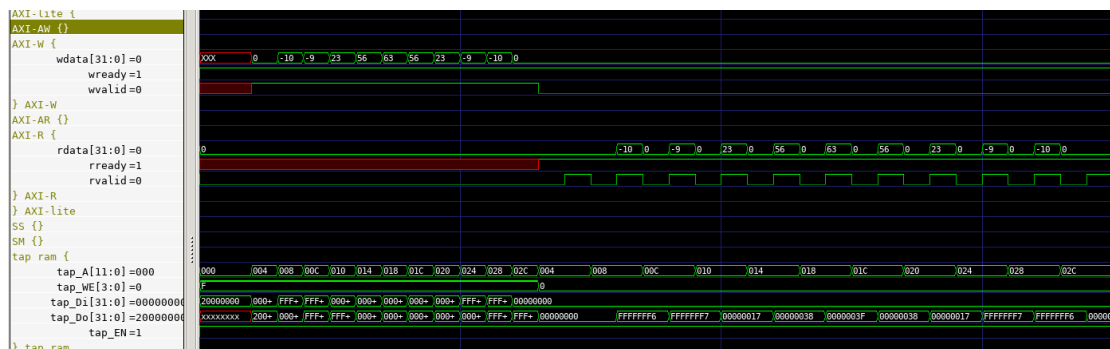 AXI-lite {
AXI-AW {}
AXI-W {
wdata[31:0]=0 XXX 0 -10 -9 23 56 63 56 23 -9 -10 0
wready=1
wvalid=0
} AXI-W
AXI-AR {}
AXI-R {
rdata[31:0]=0 0 -10 0 -9 0 23 0 56 0 63 0 56 0 23 0 -9 0 -10 0
rready=1
rvalid=0
} AXI-R
} AXI-lite
SS {}
SM {}
tap ram {
tap_A[11:0]=000 000 004 008 00C 010 014 018 01C 020 024 028 02C 004 008 00C 010 014 018 01C 020 024 028 02C
tap_WE[3:0]=0 F 0
tap_Di[31:0]=00000000 20000000 000+ FFF+ FFF+ 000+ 000+ 000+ 000+ 000+ FFF+ FFF+ 00000000
tap_Do[31:0]=20000000 xxxxxxxx 200+ 000+ FFF+ FFF+ 000+ 000+ 000+ 000+ 000+ FFF+ FFF+ 00000000 FFFFFFF6 FFFFFFF7 00000017 00000038 0000003F 00000038 00000017 FFFFFFF7 FFFFFFF6 0000
tap_EN=1
} tap ram